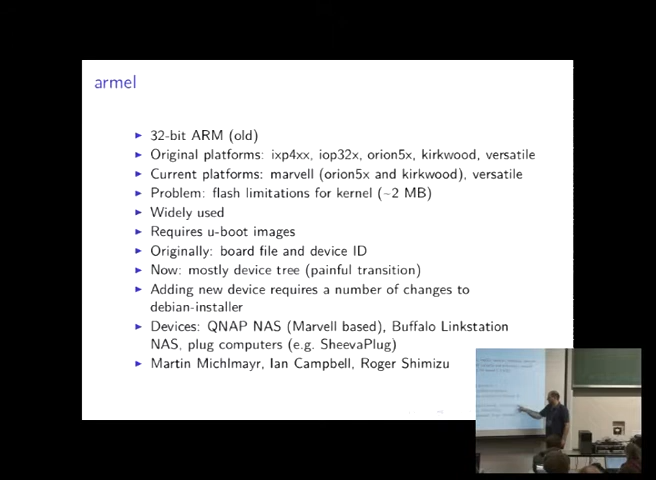 armel
32-bit ARM (old)
Original platforms: ixp4xx, iop32x, orion5x, kirkwood, versatile
Current platforms: marvell (orion5x and kirkwood), versatile
Problem: flash limitations for kernel (~2 MB)
Widely used
Requires u-boot images
Originally: board file and device ID
Now: mostly device tree (painful transition)
Adding new device requires a number of changes to
debian-installer
Devices: QNAP NAS (Marvell based), Buffalo Linkstation
NAS, plug computers (e.g. SheevaPlug)
Martin Michlmayr, Ian Campbell, Roger Shimizu